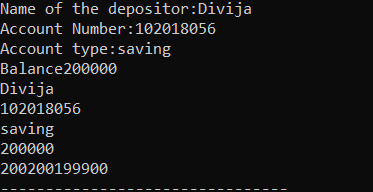 Name of the depositor:Divija
Account Number:102018056
Account type:saving
Balance200000
Divija
102018056
saving
200000
200200199900
--------------------------------